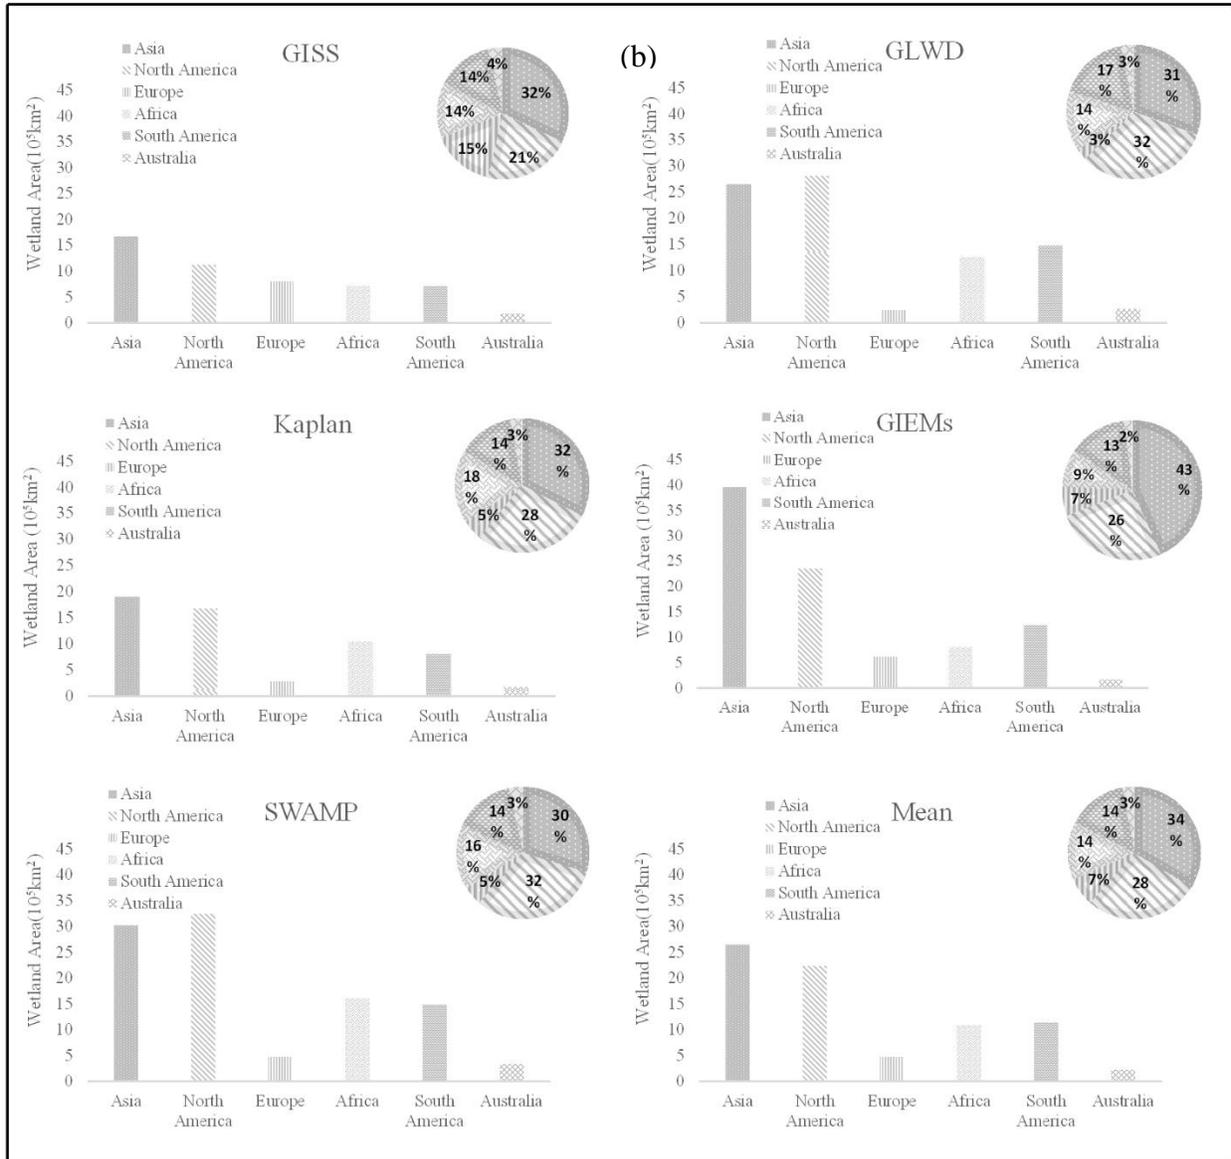 GISS
Asia
North America
Europe
Africa
South America
Australia
4%
32%
21%
15%
14%
14%
Wetland Area(10⁵km²)
45
40
35
30
25
20
15
10
5
0
Asia
North
America
Europe
Africa
South
America
Australia
(b)
GLWD
Asia
North America
Europe
Africa
South America
Australia
3%
31
%
32
%
3%
14
%
17
%
Wetland Area(10⁵km²)
45
40
35
30
25
20
15
10
5
0
Asia
North
America
Europe
Africa
South
America
Australia
Kaplan
Asia
North America
Europe
Africa
South America
Australia
3%
32
%
28
%
5%
18
%
14
%
Wetland Area (10⁵km²)
45
40
35
30
25
20
15
10
5
0
Asia
North
America
Europe
Africa
South
America
Australia
GIEMs
Asia
North America
Europe
Africa
South America
Australia
2%
43
%
26
%
7%
9%
13
%
Wetland Area (10⁵km²)
45
40
35
30
25
20
15
10
5
0
Asia
North
America
Europe
Africa
South
America
Australia
SWAMP
Asia
North America
Europe
Africa
South America
Australia
3%
30
%
32
%
5%
16
%
14
%
Wetland Area(10⁵km²)
45
40
35
30
25
20
15
10
5
0
Asia
North
America
Europe
Africa
South
America
Australia
Mean
Asia
North America
Europe
Africa
South America
Australia
3%
34
%
28
%
7%
14
%
14
%
Wetland Area(10⁵km²)
45
40
35
30
25
20
15
10
5
0
Asia
North
America
Europe
Africa
South
America
Australia